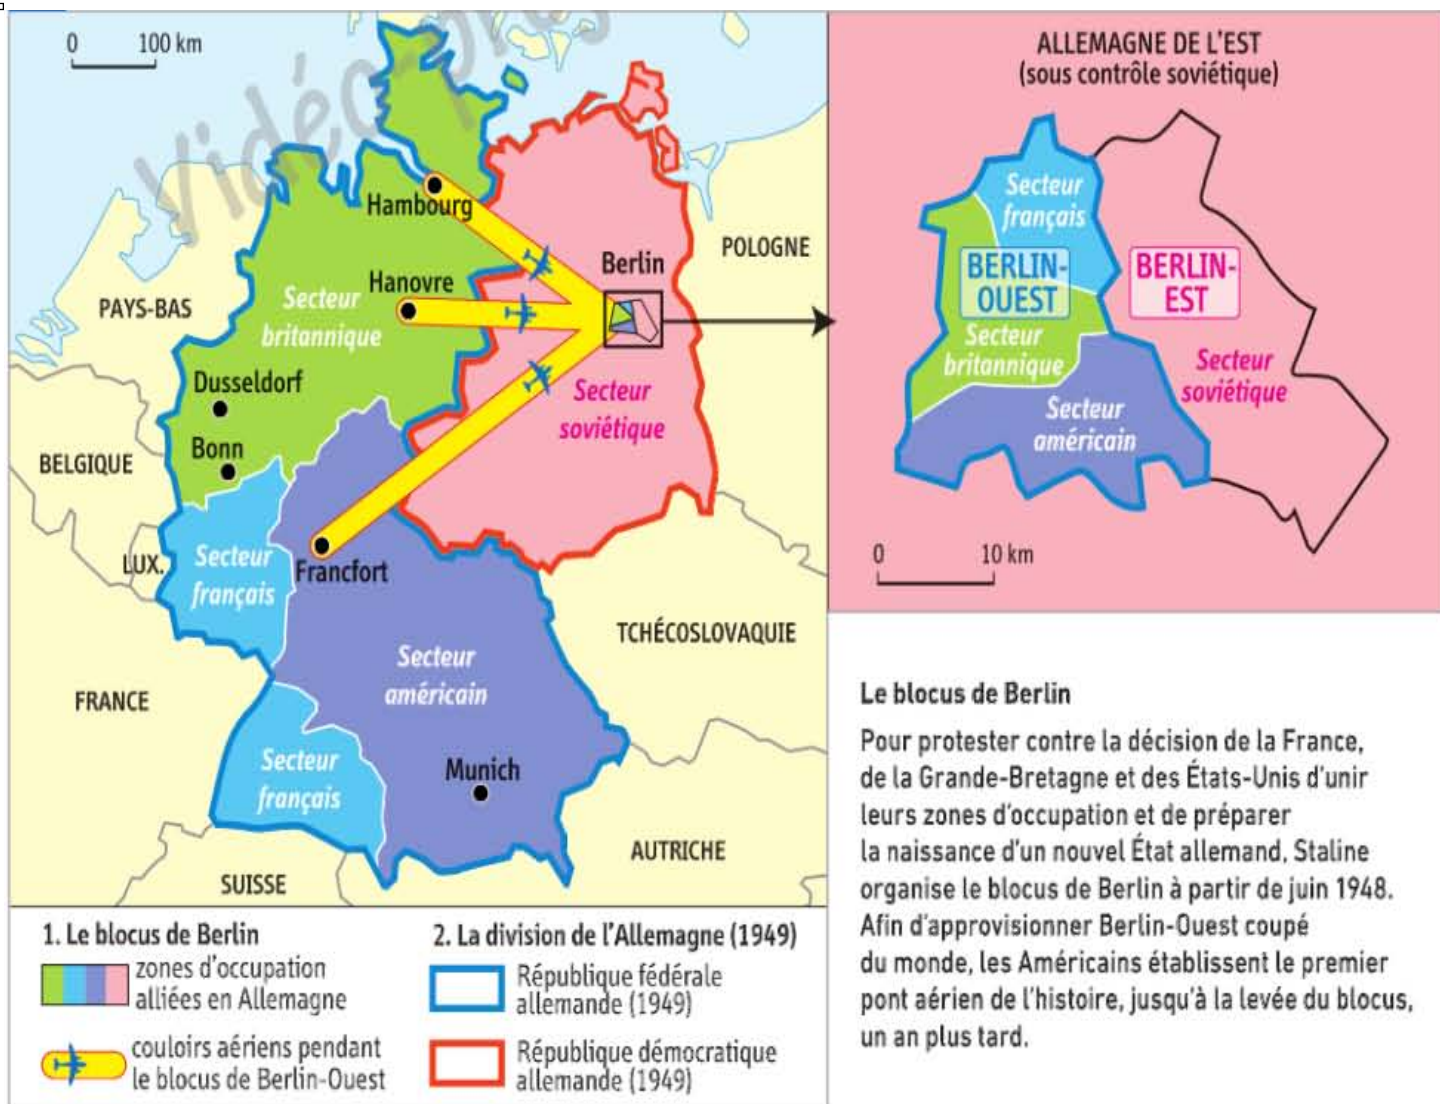 Vidéo-pro
0 100 km
Hambourg
Hanovre
Berlin
POLOGNE
PAYS-BAS
Secteur
britannique
Dusseldorf
Secteur
soviétique
Bonn
BELGIQUE
LUX.
Secteur
français
Francfort
TCHÉCOSLOVAQUIE
Secteur
américain
FRANCE
Secteur
français
Munich
AUTRICHE
SUISSE
1. Le blocus de Berlin
zones d'occupation
alliées en Allemagne
couloirs aériens pendant
le blocus de Berlin-Ouest
2. La division de l'Allemagne (1949)
République fédérale
allemande (1949)
République démocratique
allemande (1949)
ALLEMAGNE DE L'EST
(sous contrôle soviétique)
Secteur
français
BERLIN-
OUEST
BERLIN-
EST
Secteur
britannique
Secteur
soviétique
Secteur
américain
0 10 km
Le blocus de Berlin
Pour protester contre la décision de la France,
de la Grande-Bretagne et des États-Unis d'unir
leurs zones d'occupation et de préparer
la naissance d'un nouvel État allemand, Staline
organise le blocus de Berlin à partir de juin 1948.
Afin d'approvisionner Berlin-Ouest coupé
du monde, les Américains établissent le premier
pont aérien de l'histoire, jusqu'à la levée du blocus,
un an plus tard.